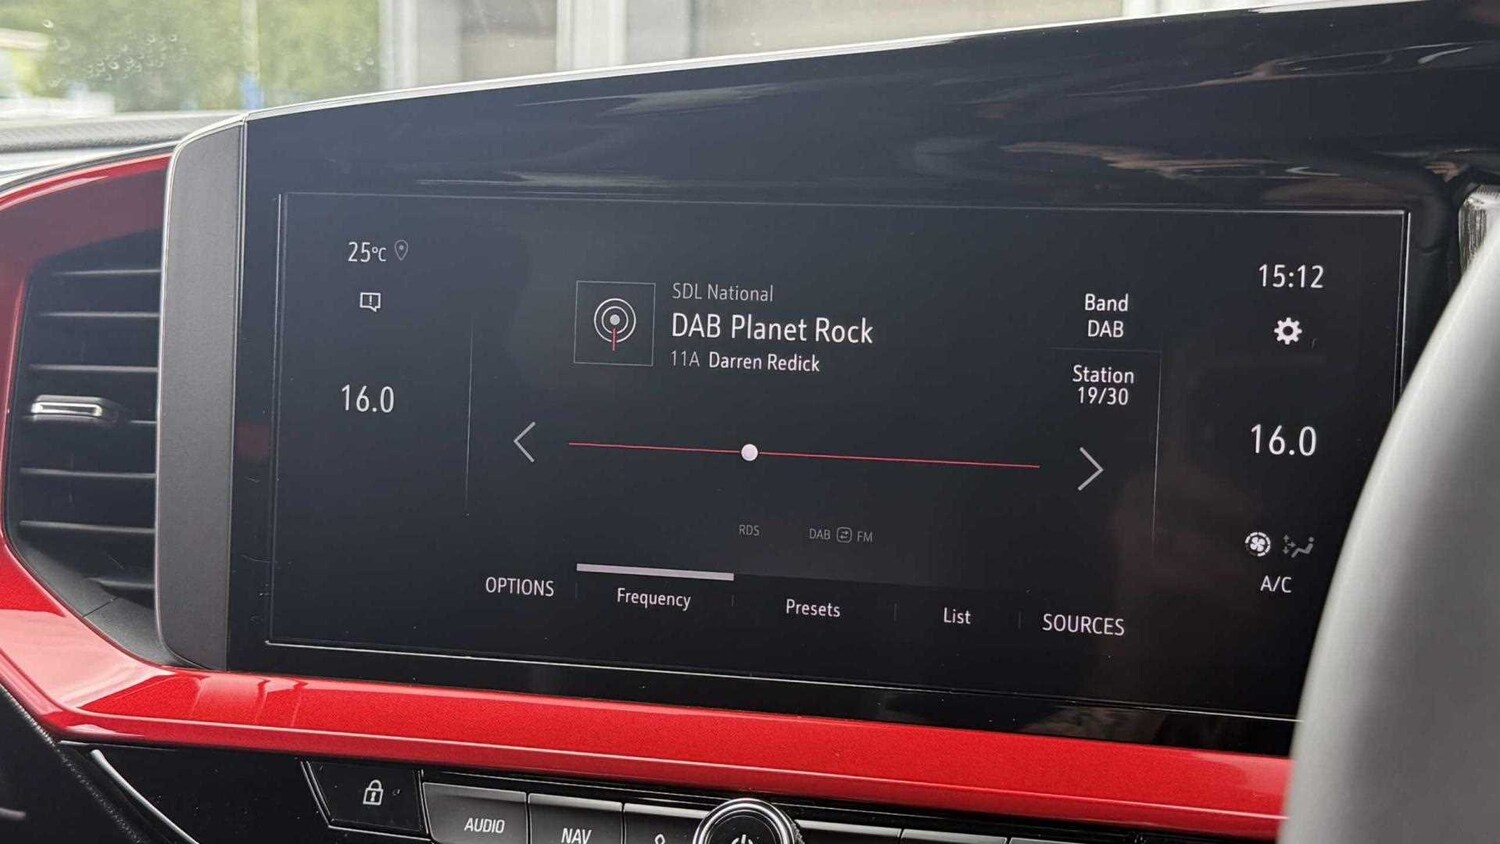 25°C
16.0
SDL National
DAB Planet Rock
11A Darren Redick
Band
DAB
Station
19/30
15:12
16.0
A/C
RDS
DAB FM
OPTIONS
Frequency
Presets
List
SOURCES
AUDIO
NAV